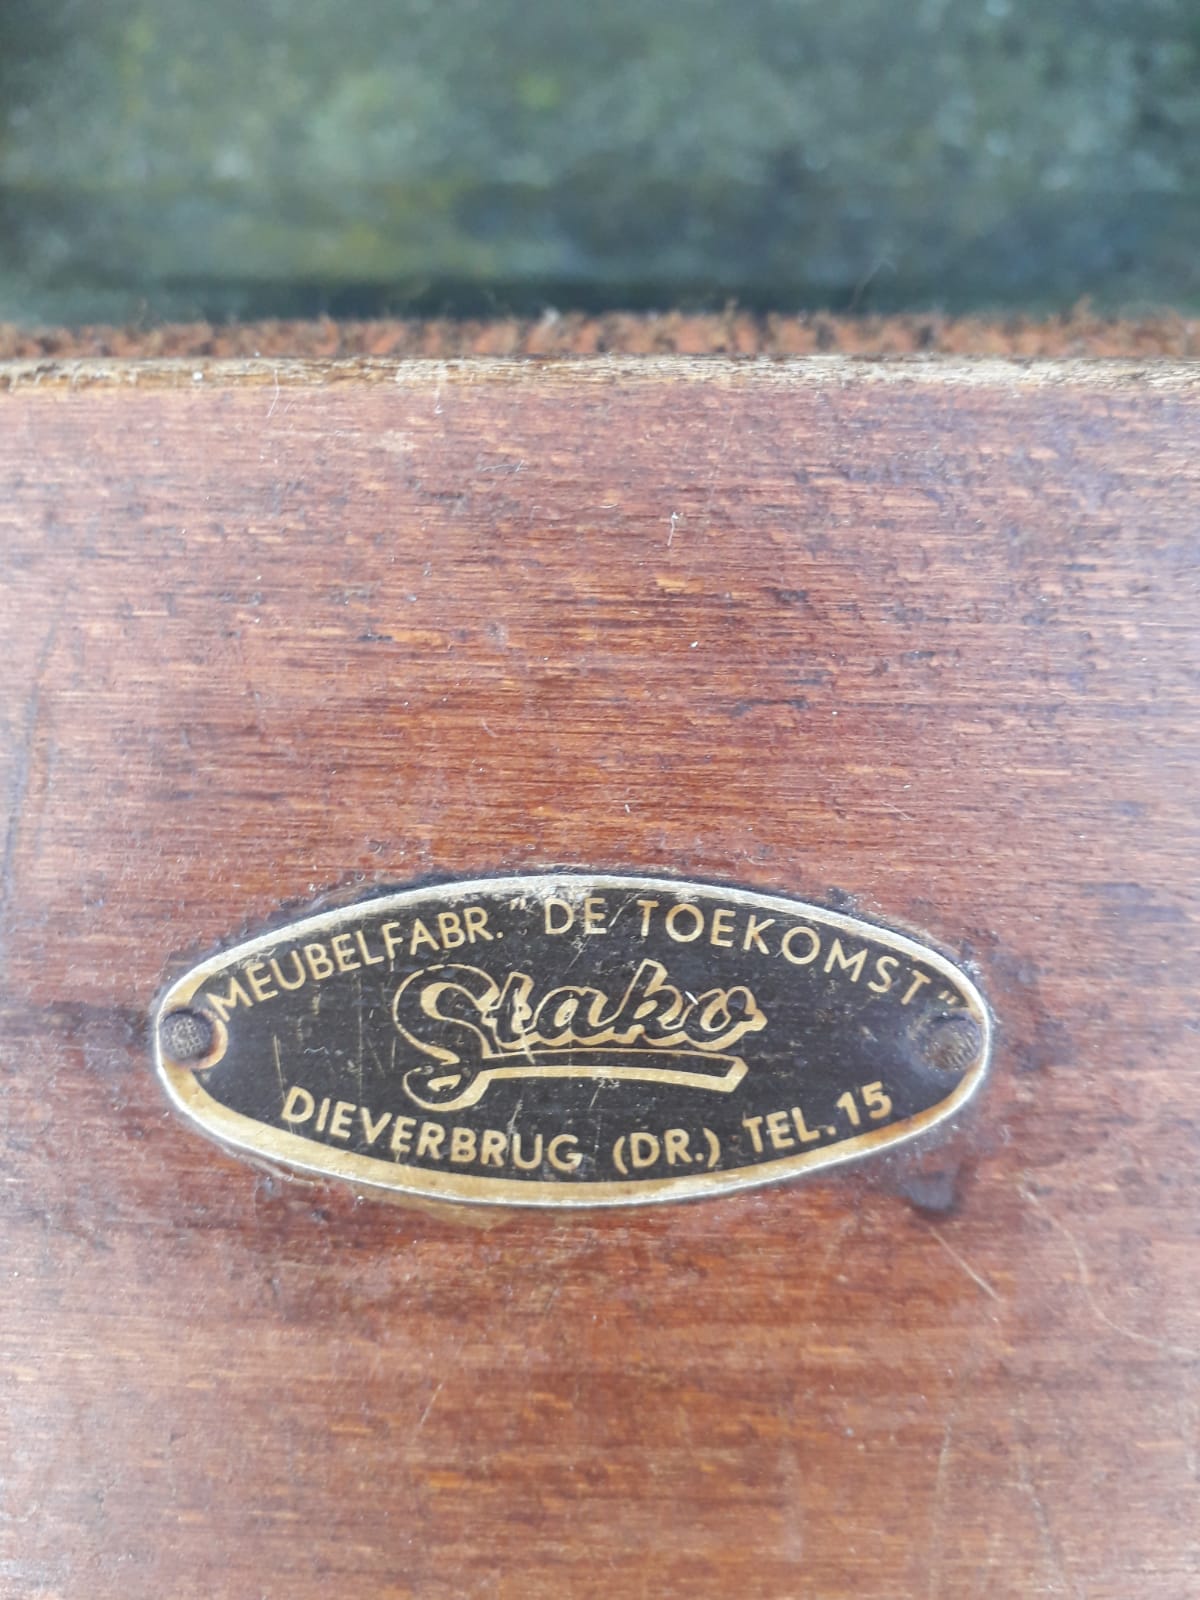 MEUBELFABR. "DE TOEKOMST"
Stako
DIEVERBRUG (DR.) TEL. 15